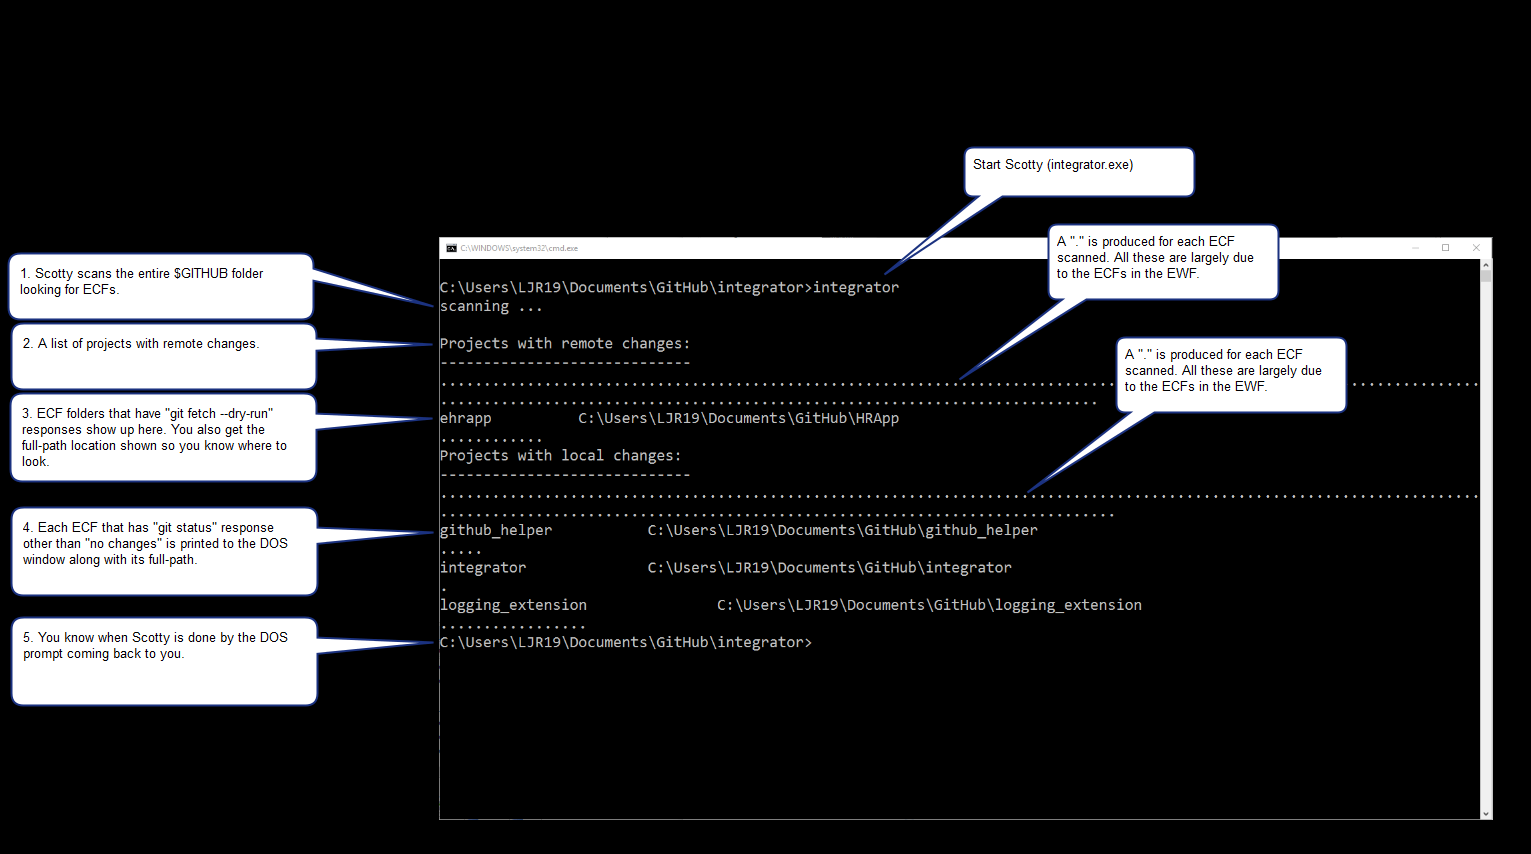 Start Scotty (integrator.exe)
A "." is produced for each ECF
scanned. All these are largely due
to the ECFs in the EWF.
A "." is produced for each ECF
scanned. All these are largely due
to the ECFs in the EWF.
1. Scotty scans the entire $GITHUB folder
looking for ECFs.
2. A list of projects with remote changes.
3. ECF folders that have "git fetch --dry-run"
responses show up here. You also get the
full-path location shown so you know where to
look.
4. Each ECF that has "git status" response
other than "no changes" is printed to the DOS
window along with its full-path.
5. You know when Scotty is done by the DOS
prompt coming back to you.
C:\WINDOWS\system32\cmd.exe
C:\Users\LJR19\Documents\GitHub\integrator>integrator
scanning ...
Projects with remote changes:
-----------------------------
........................................................................................................................
............................................................................
ehrapp          C:\Users\LJR19\Documents\GitHub\HRApp
............
Projects with local changes:
-----------------------------
........................................................................................................................
..............................................................................
github_helper           C:\Users\LJR19\Documents\GitHub\github_helper
.....
integrator              C:\Users\LJR19\Documents\GitHub\integrator
.
logging_extension               C:\Users\LJR19\Documents\GitHub\logging_extension
.................
C:\Users\LJR19\Documents\GitHub\integrator>